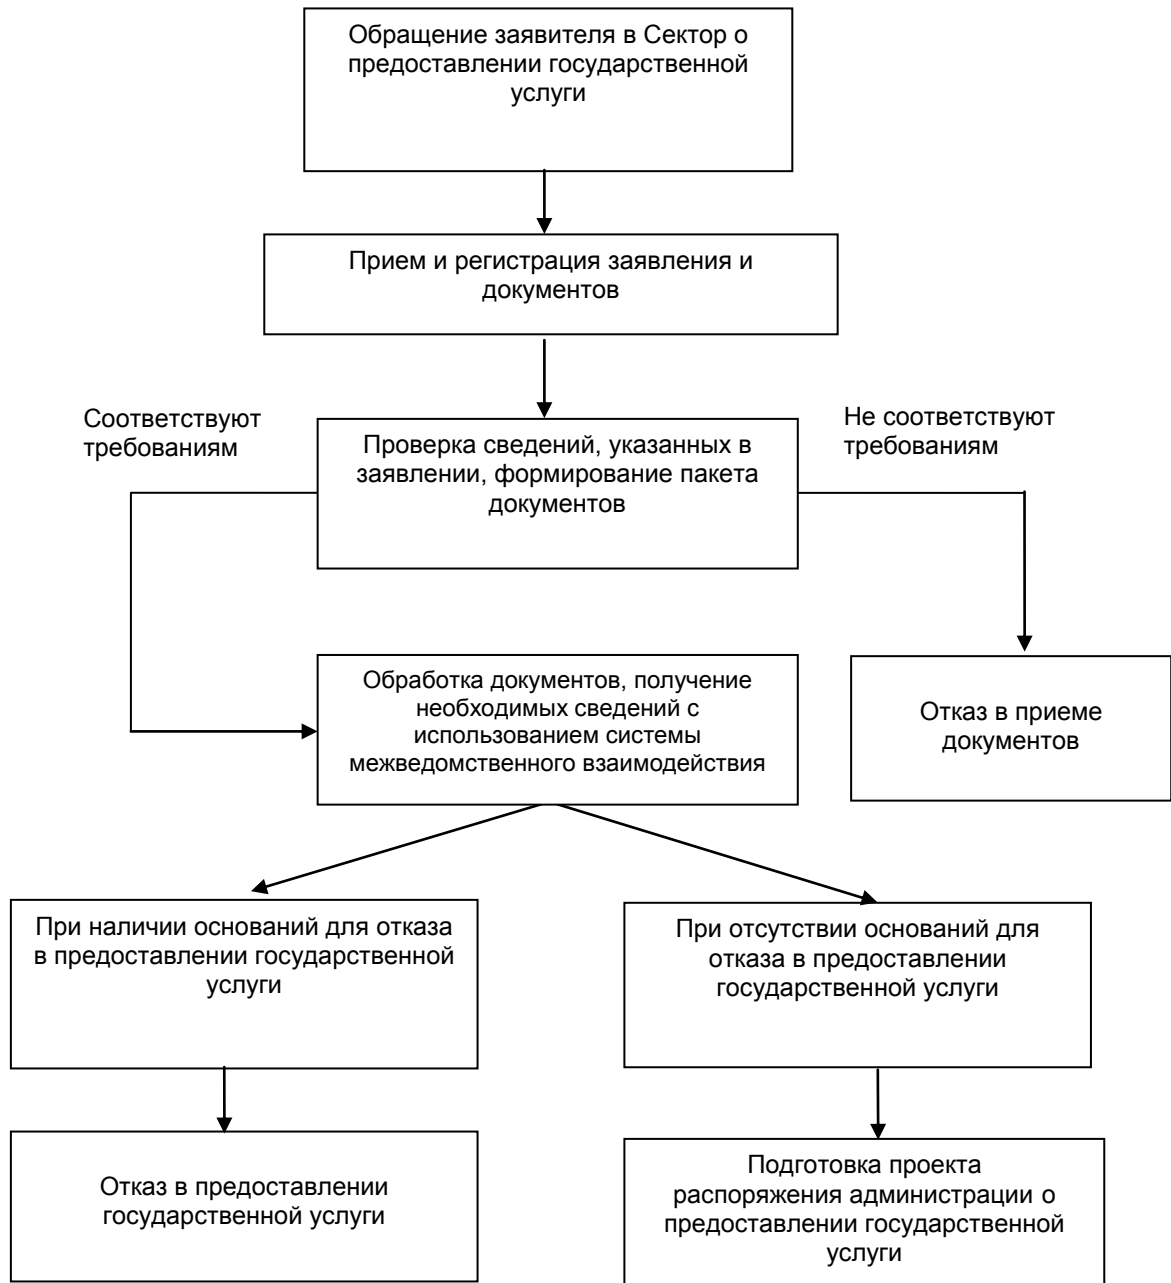 Обращение заявителя в Сектор о
предоставлении государственной
услуги
Прием и регистрация заявления и
документов
Соответствуют
требованиям
Не соответствуют
требованиям
Проверка сведений, указанных в
заявлении, формирование пакета
документов
Обработка документов, получение
необходимых сведений с
использованием системы
межведомственного взаимодействия
Отказ в приеме
документов
При наличии оснований для отказа
в предоставлении государственной
услуги
При отсутствии оснований для
отказа в предоставлении
государственной услуги
Отказ в предоставлении
государственной услуги
Подготовка проекта
распоряжения администрации о
предоставлении государственной
услуги